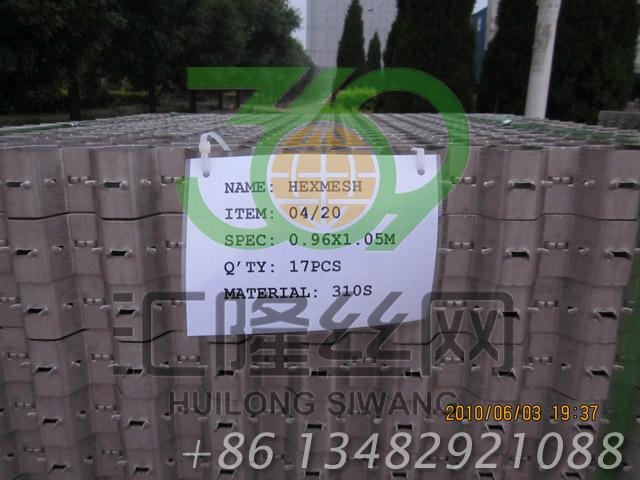 NAME: HEXMESH
ITEM: 04/20
SPEC: 0.96X1.05M
Q'TY: 17PCS
MATERIAL: 310S
汇隆丝网
HUILONG SIWANG
2010/06/03 19:37
+86 13482921088